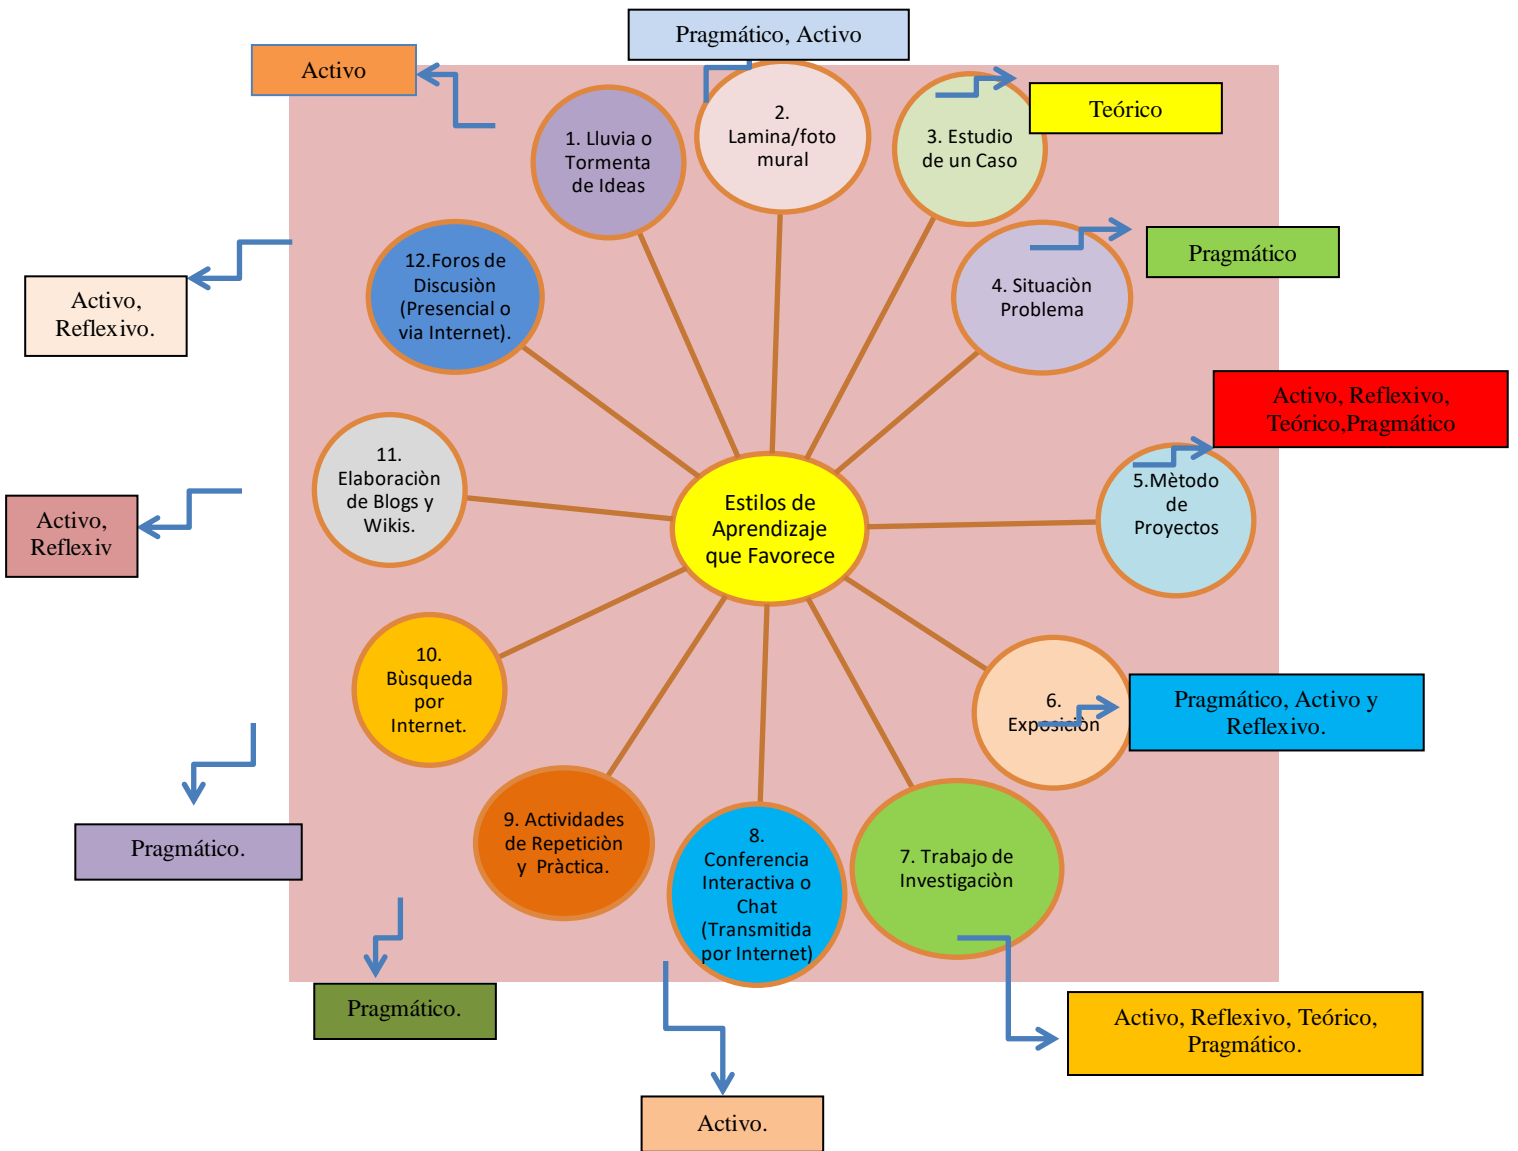 Pragmático, Activo
Activo
Teórico
1. Lluvia o
Tormenta
de Ideas
2.
Lamina/foto
mural
3. Estudio
de un Caso
Pragmático
4. Situaciòn
Problema
12.Foros de
Discusiòn
(Presencial o
via Internet).
Activo,
Reflexivo.
Activo, Reflexivo,
Teórico,Pragmático
5.Mètodo
de
Proyectos
11.
Elaboraciòn
de Blogs y
Wikis.
Activo,
Reflexiv
Estilos de
Aprendizaje
que Favorece
10.
Bùsqueda
por
Internet.
6.
Exposiciòn
Pragmático, Activo y
Reflexivo.
Pragmático.
9. Actividades
de Repeticiòn
y Pràctica.
8.
Conferencia
Interactiva o
Chat
(Transmitida
por Internet)
7. Trabajo de
Investigaciòn
Pragmático.
Activo, Reflexivo, Teórico,
Pragmático.
Activo.